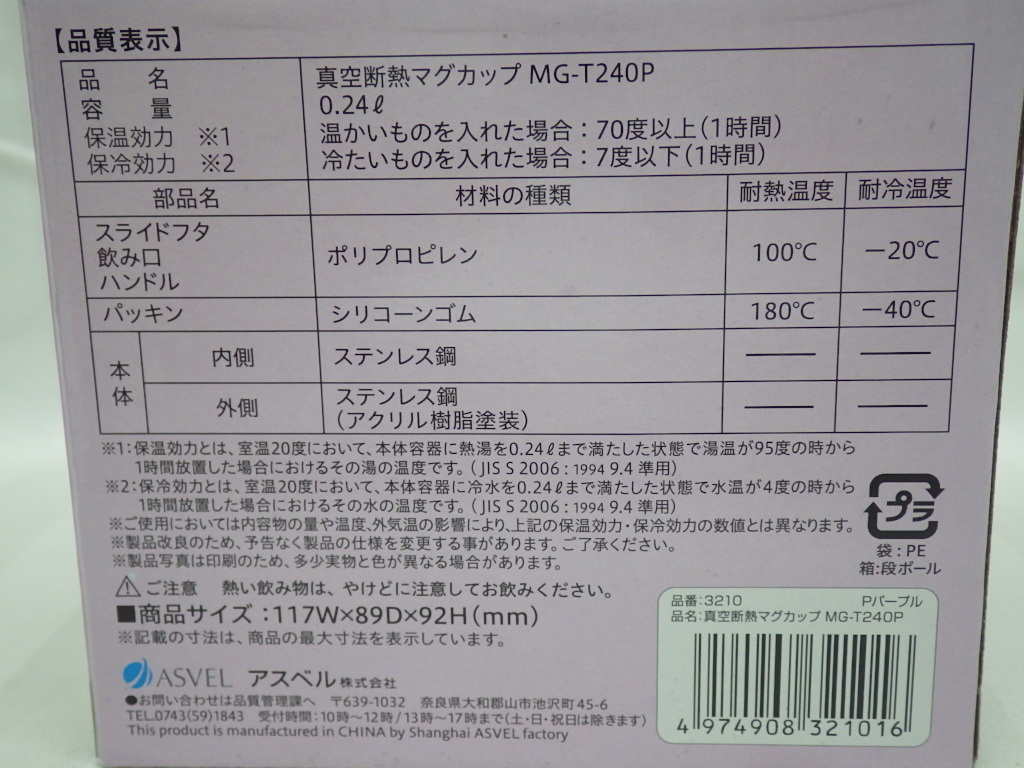 【品質表示】
品 名 真空断熱マグカップ MG-T240P
容 量 0.24ℓ
保温効力 ※1 温かいものを入れた場合：70度以上（1時間）
保冷効力 ※2 冷たいものを入れた場合：7度以下（1時間）
部品名 材料の種類 耐熱温度 耐冷温度
スライドフタ
飲み口
ハンドル
ポリプロピレン 100℃ －20℃
パッキン シリコーンゴム 180℃ －40℃
本体
内側 ステンレス鋼 ―― ――
外側 ステンレス鋼
（アクリル樹脂塗装） ―― ――
※1：保温効力とは、室温20度において、本体容器に熱湯を0.24ℓまで満たした状態で湯温が95度の時から
1時間放置した場合におけるその湯の温度です。（JIS S 2006：1994 9.4 準用）
※2：保冷効力とは、室温20度において、本体容器に冷水を0.24ℓまで満たした状態で水温が4度の時から
1時間放置した場合におけるその水の温度です。（JIS S 2006：1994 9.4 準用）
※ご使用においては内容物の量や温度、外気温の影響により、上記の保温効力・保冷効力の数値とは異なります。
※製品改良のため、予告なく製品の仕様を変更する事があります。ご了承ください。
※製品写真は印刷のため、多少実物と色が異なる場合があります。
プラ
袋：PE
箱：段ボール
⚠ご注意 熱い飲み物は、やけどに注意してお飲みください。
■商品サイズ：117W×89D×92H（mm）
※記載の寸法は、商品の最大寸法を表示しています。
ASVEL アスベル株式会社
●お問い合わせは品質管理課へ 〒639-1032 奈良県大和郡山市池沢町45-6
TEL.0743(59)1843 受付時間：10時～12時/13時～17時まで（土・日・祝日は除きます）
This product is manufactured in CHINA by Shanghai ASVEL factory
品番：3210 Pパープル
品名：真空断熱マグカップ MG-T240P
4 974908 321016